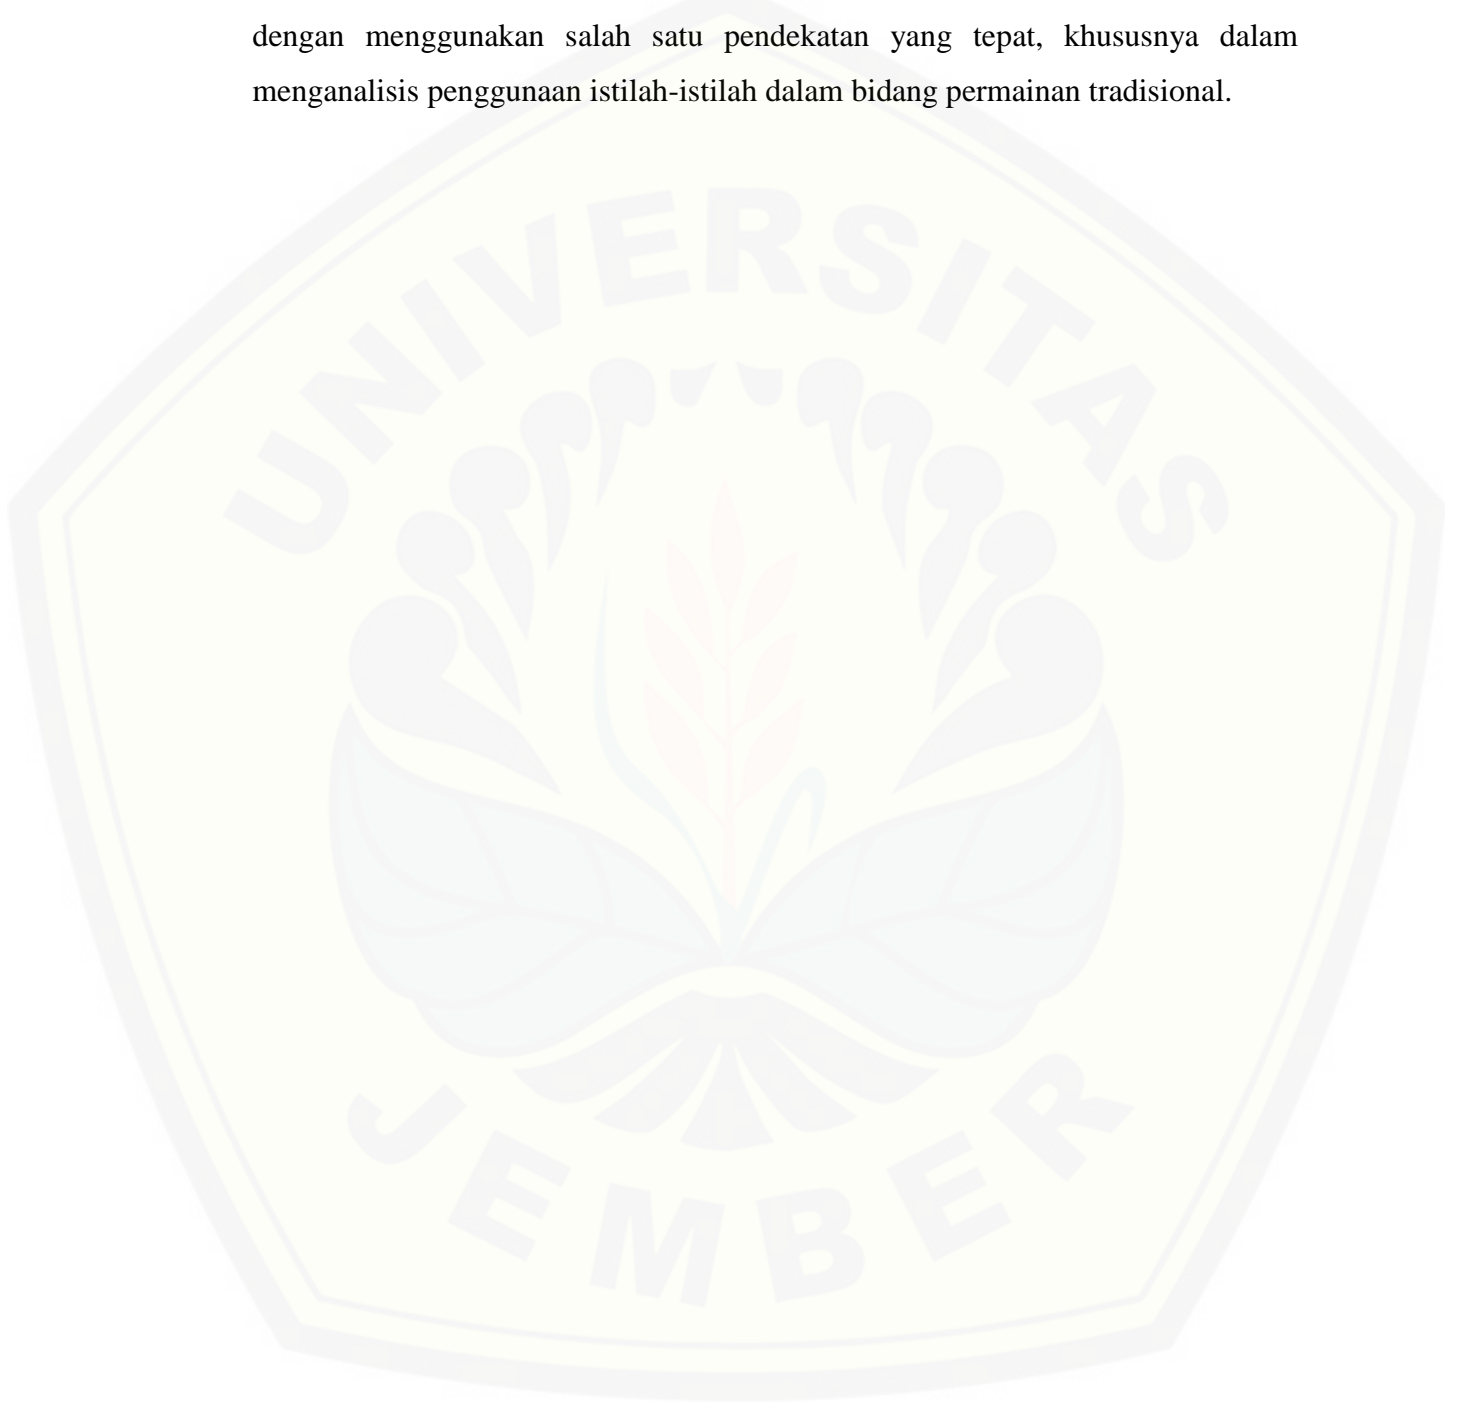 dengan menggunakan salah satu pendekatan yang tepat, khususnya dalam
menganalisis penggunaan istilah-istilah dalam bidang permainan tradisional.
UNIVERSITAS
JEMBER